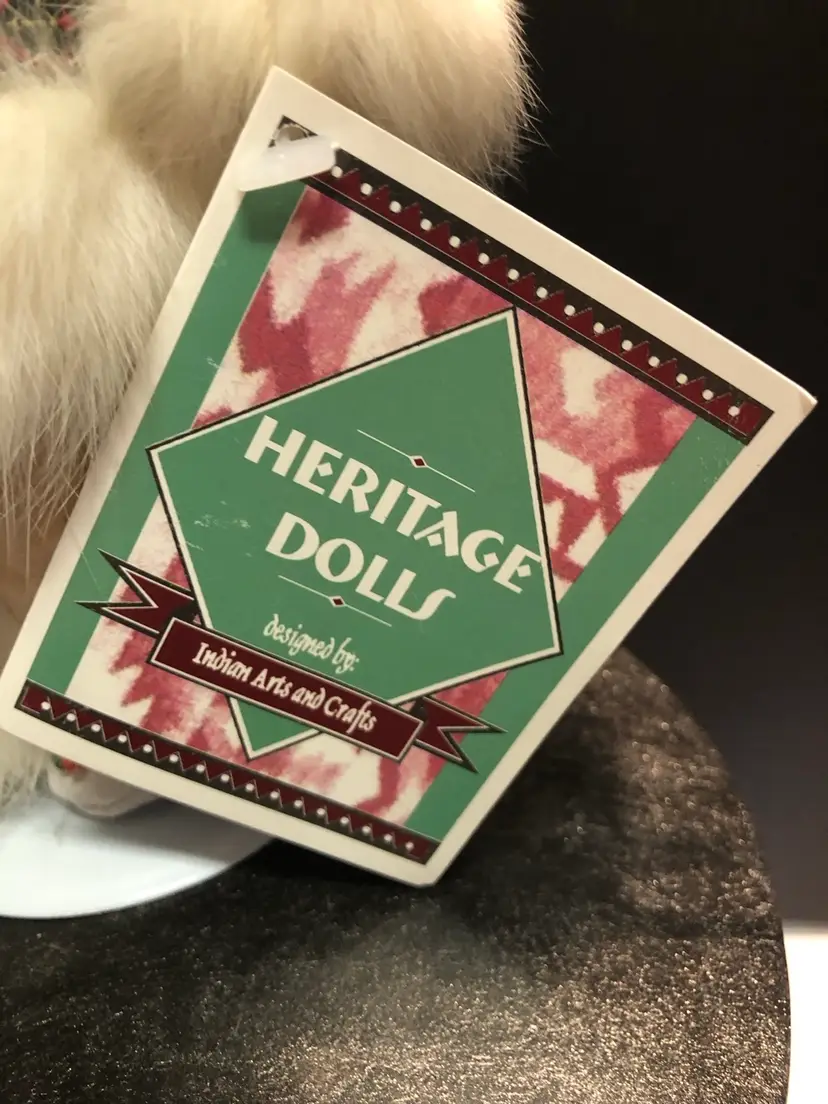 HERITAGE
DOLLS
designed by:
Indian Arts and Crafts